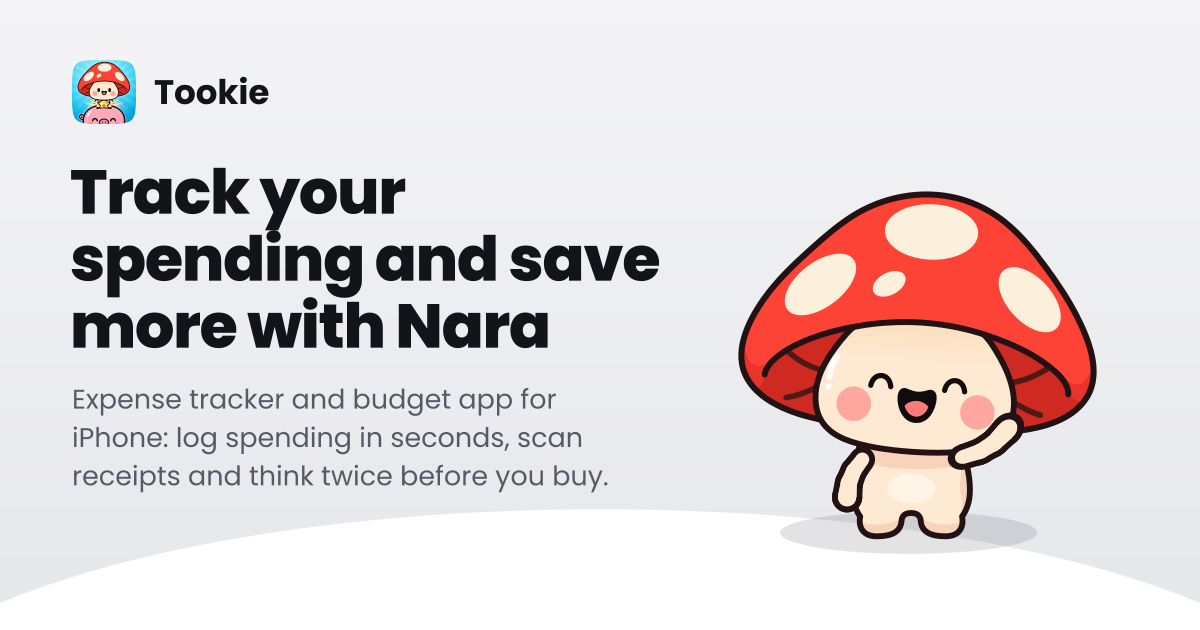 Tookie
Track your
spending and save
more with Nara
Expense tracker and budget app for
iPhone: log spending in seconds, scan
receipts and think twice before you buy.